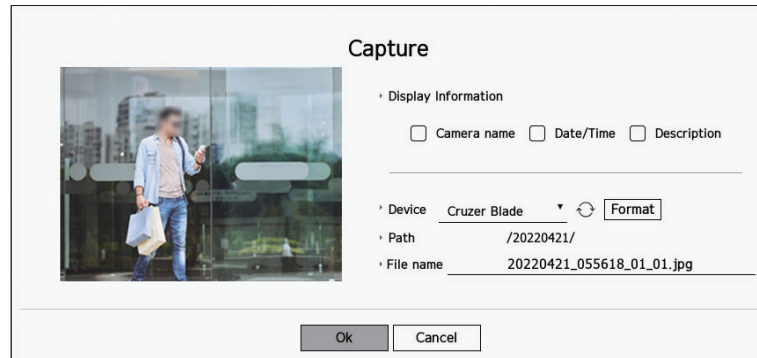 Capture
Display Information
Camera name Date/Time Description
Device Cruzer Blade Format
Path /20220421/
File name 20220421_055618_01_01.jpg
Ok Cancel